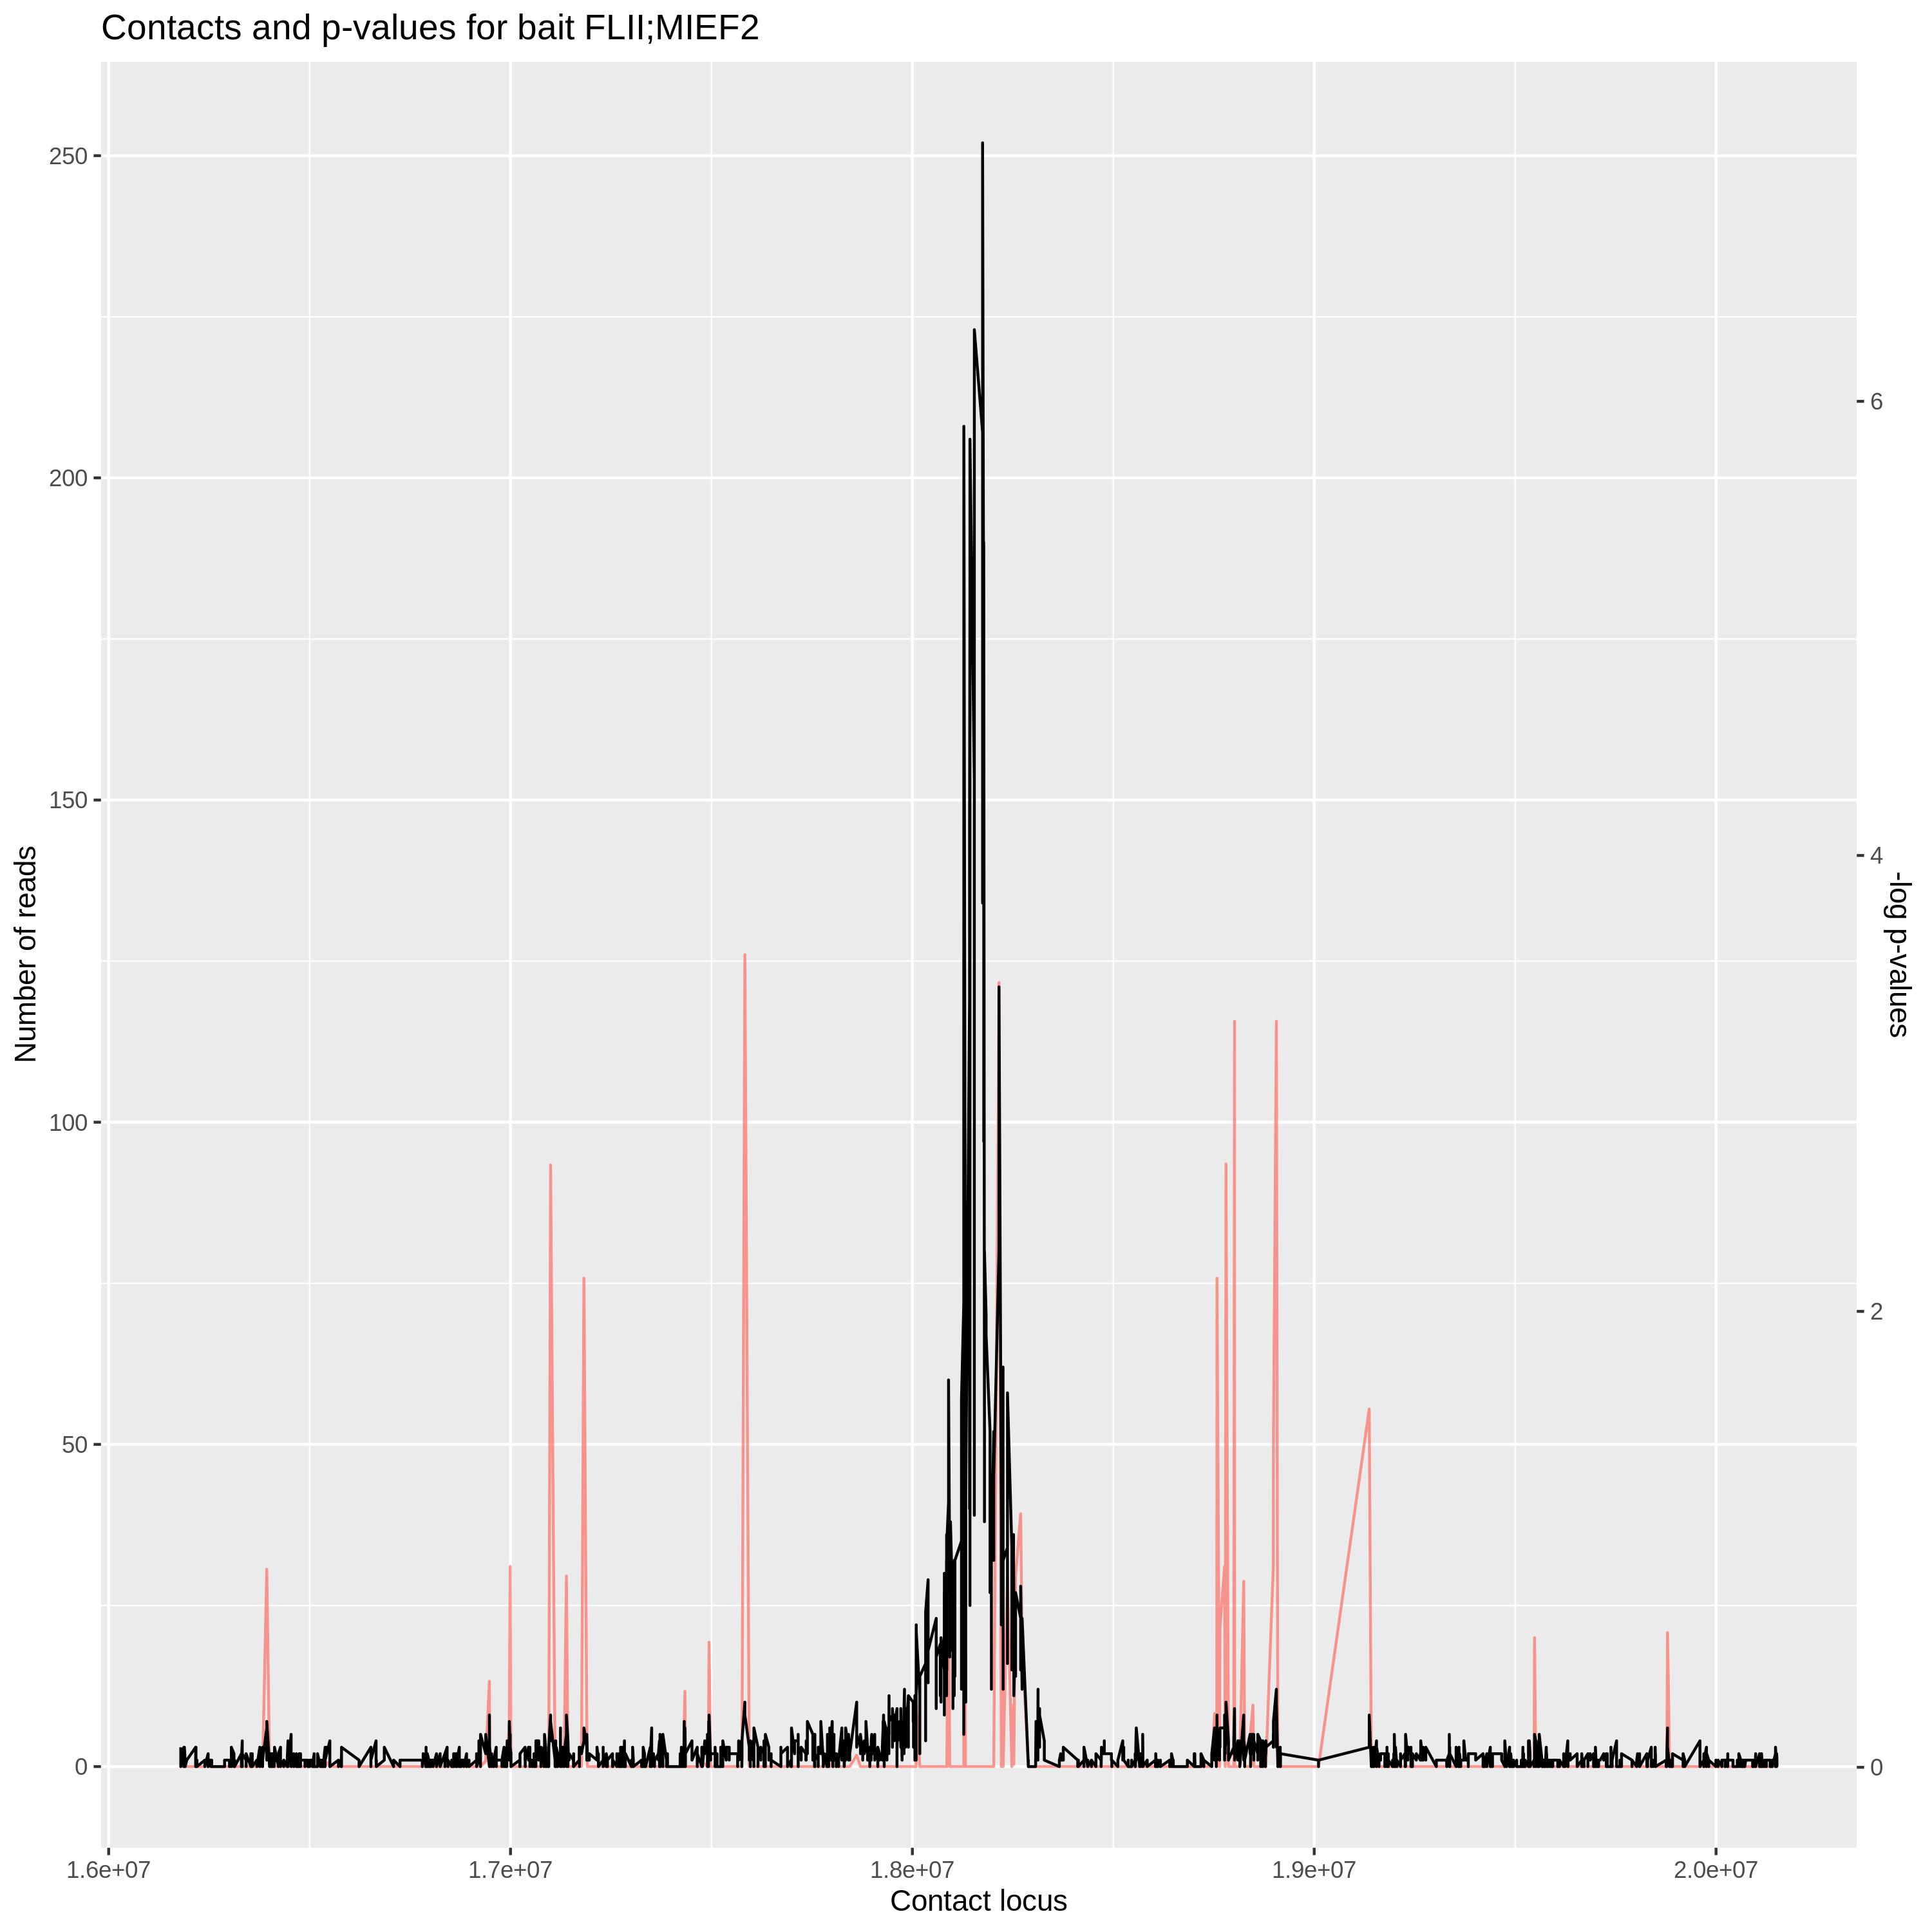 Contacts and p-values for bait FLII;MIEF2
250
200
150
100
50
0
Number of reads
6
4
2
0
-log p-values
1.6e+07
1.7e+07
1.8e+07
1.9e+07
2.0e+07
Contact locus